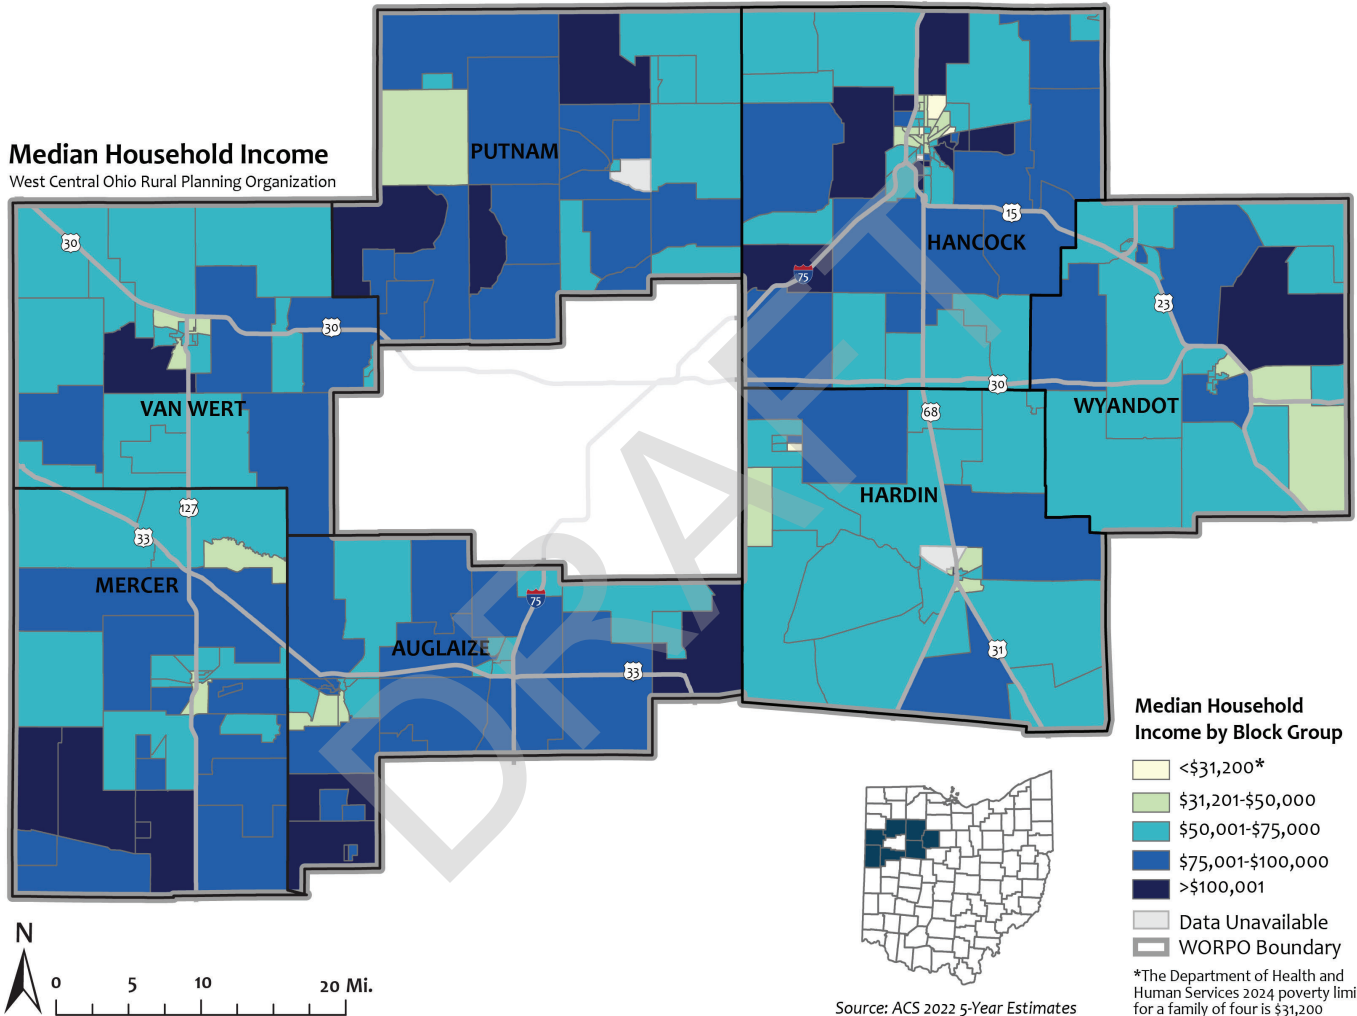 Median Household Income
West Central Ohio Rural Planning Organization
PUTNAM
HANCOCK
VAN WERT
WYANDOT
HARDIN
MERCER
AUGLAIZE
30
30
15
75
23
30
68
127
33
75
33
31
DRAFT
Median Household
Income by Block Group
<$31,200*
$31,201-$50,000
$50,001-$75,000
$75,001-$100,000
>$100,001
Data Unavailable
WORPO Boundary
*The Department of Health and
Human Services 2024 poverty limi
for a family of four is $31,200
N
0 5 10 20 Mi.
Source: ACS 2022 5-Year Estimates